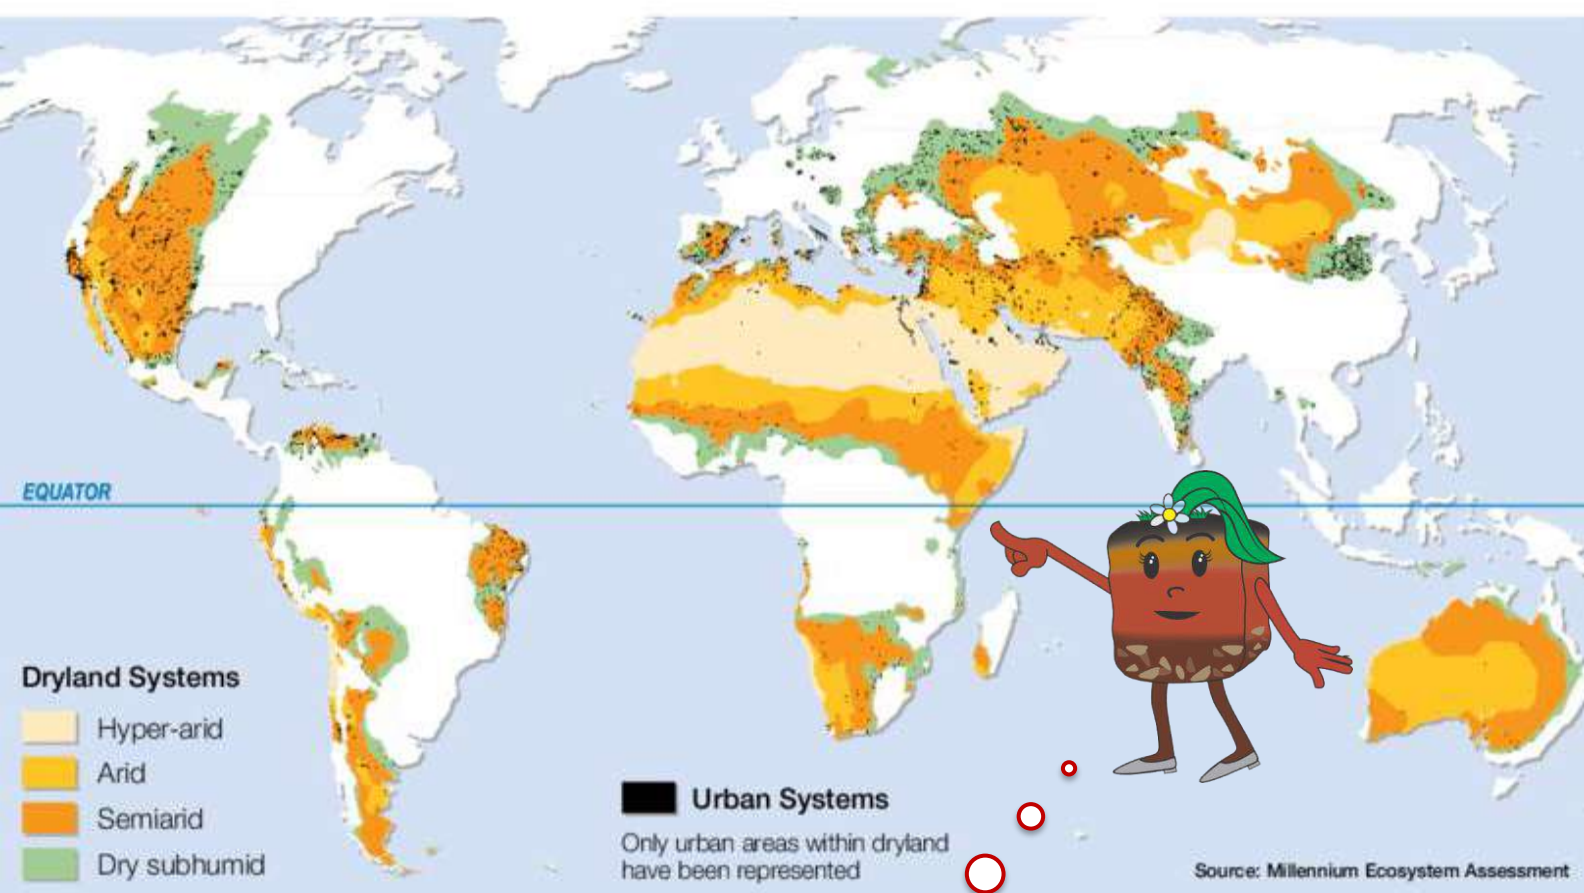 EQUATOR
Dryland Systems
Hyper-arid
Arid
Semiarid
Dry subhumid
Urban Systems
Only urban areas within dryland
have been represented
Source: Millennium Ecosystem Assessment